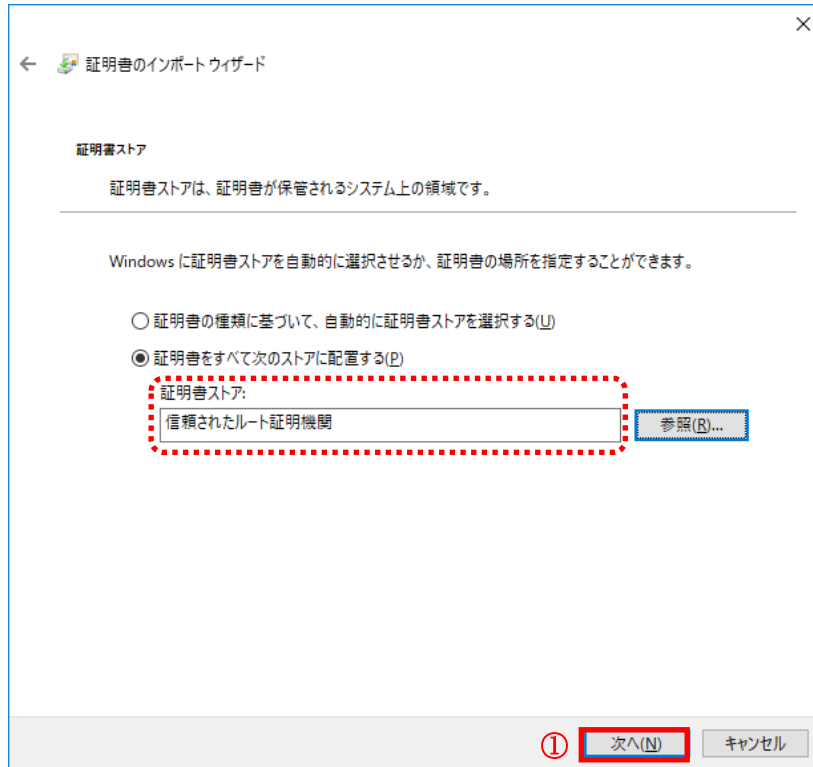 証明書のインポート ウィザード
証明書ストア
証明書ストアは、証明書が保管されるシステム上の領域です。
Windows に証明書ストアを自動的に選択させるか、証明書の場所を指定することができます。
証明書の種類に基づいて、自動的に証明書ストアを選択する(U)
証明書をすべて次のストアに配置する(P)
証明書ストア:
信頼されたルート証明機関
参照(R)...
① 次へ(N) キャンセル